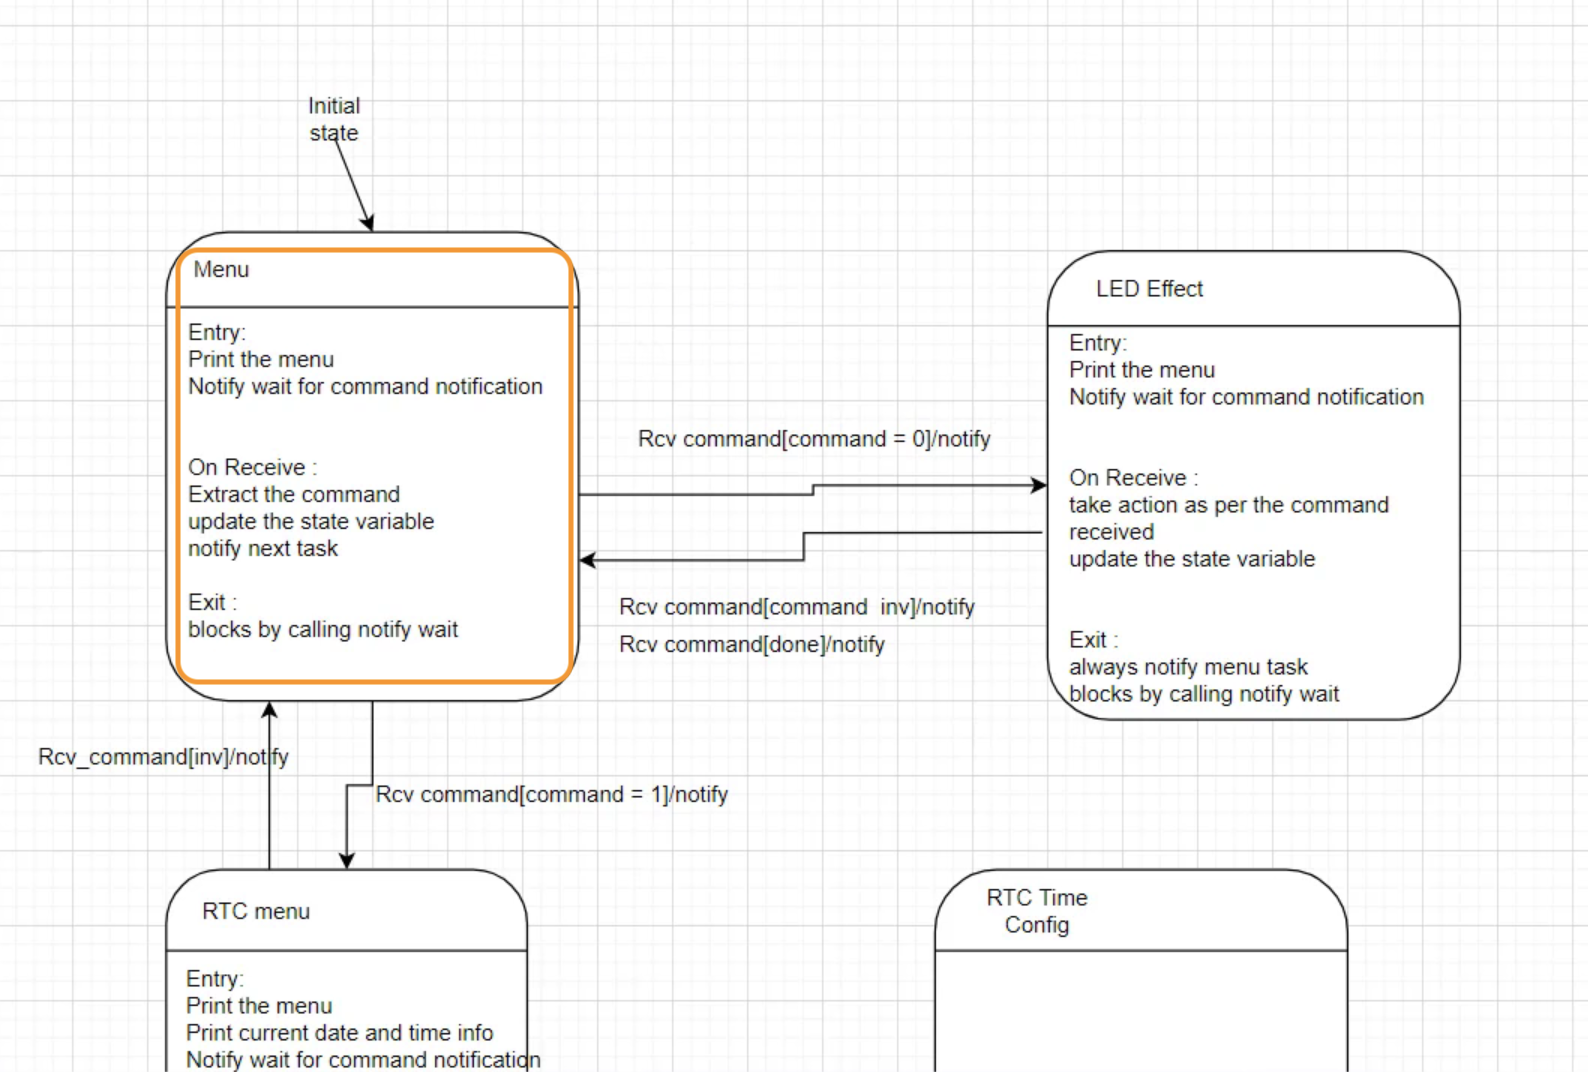 Initial
state
Menu
Entry:
Print the menu
Notify wait for command notification
On Receive :
Extract the command
update the state variable
notify next task
Exit :
blocks by calling notify wait
Rcv command[command = 0]/notify
Rcv command[command  inv]/notify
Rcv command[done]/notify
LED Effect
Entry:
Print the menu
Notify wait for command notification
On Receive :
take action as per the command
received
update the state variable
Exit :
always notify menu task
blocks by calling notify wait
Rcv_command[inv]/notify
Rcv command[command = 1]/notify
RTC menu
Entry:
Print the menu
Print current date and time info
Notify wait for command notification
RTC Time
Config